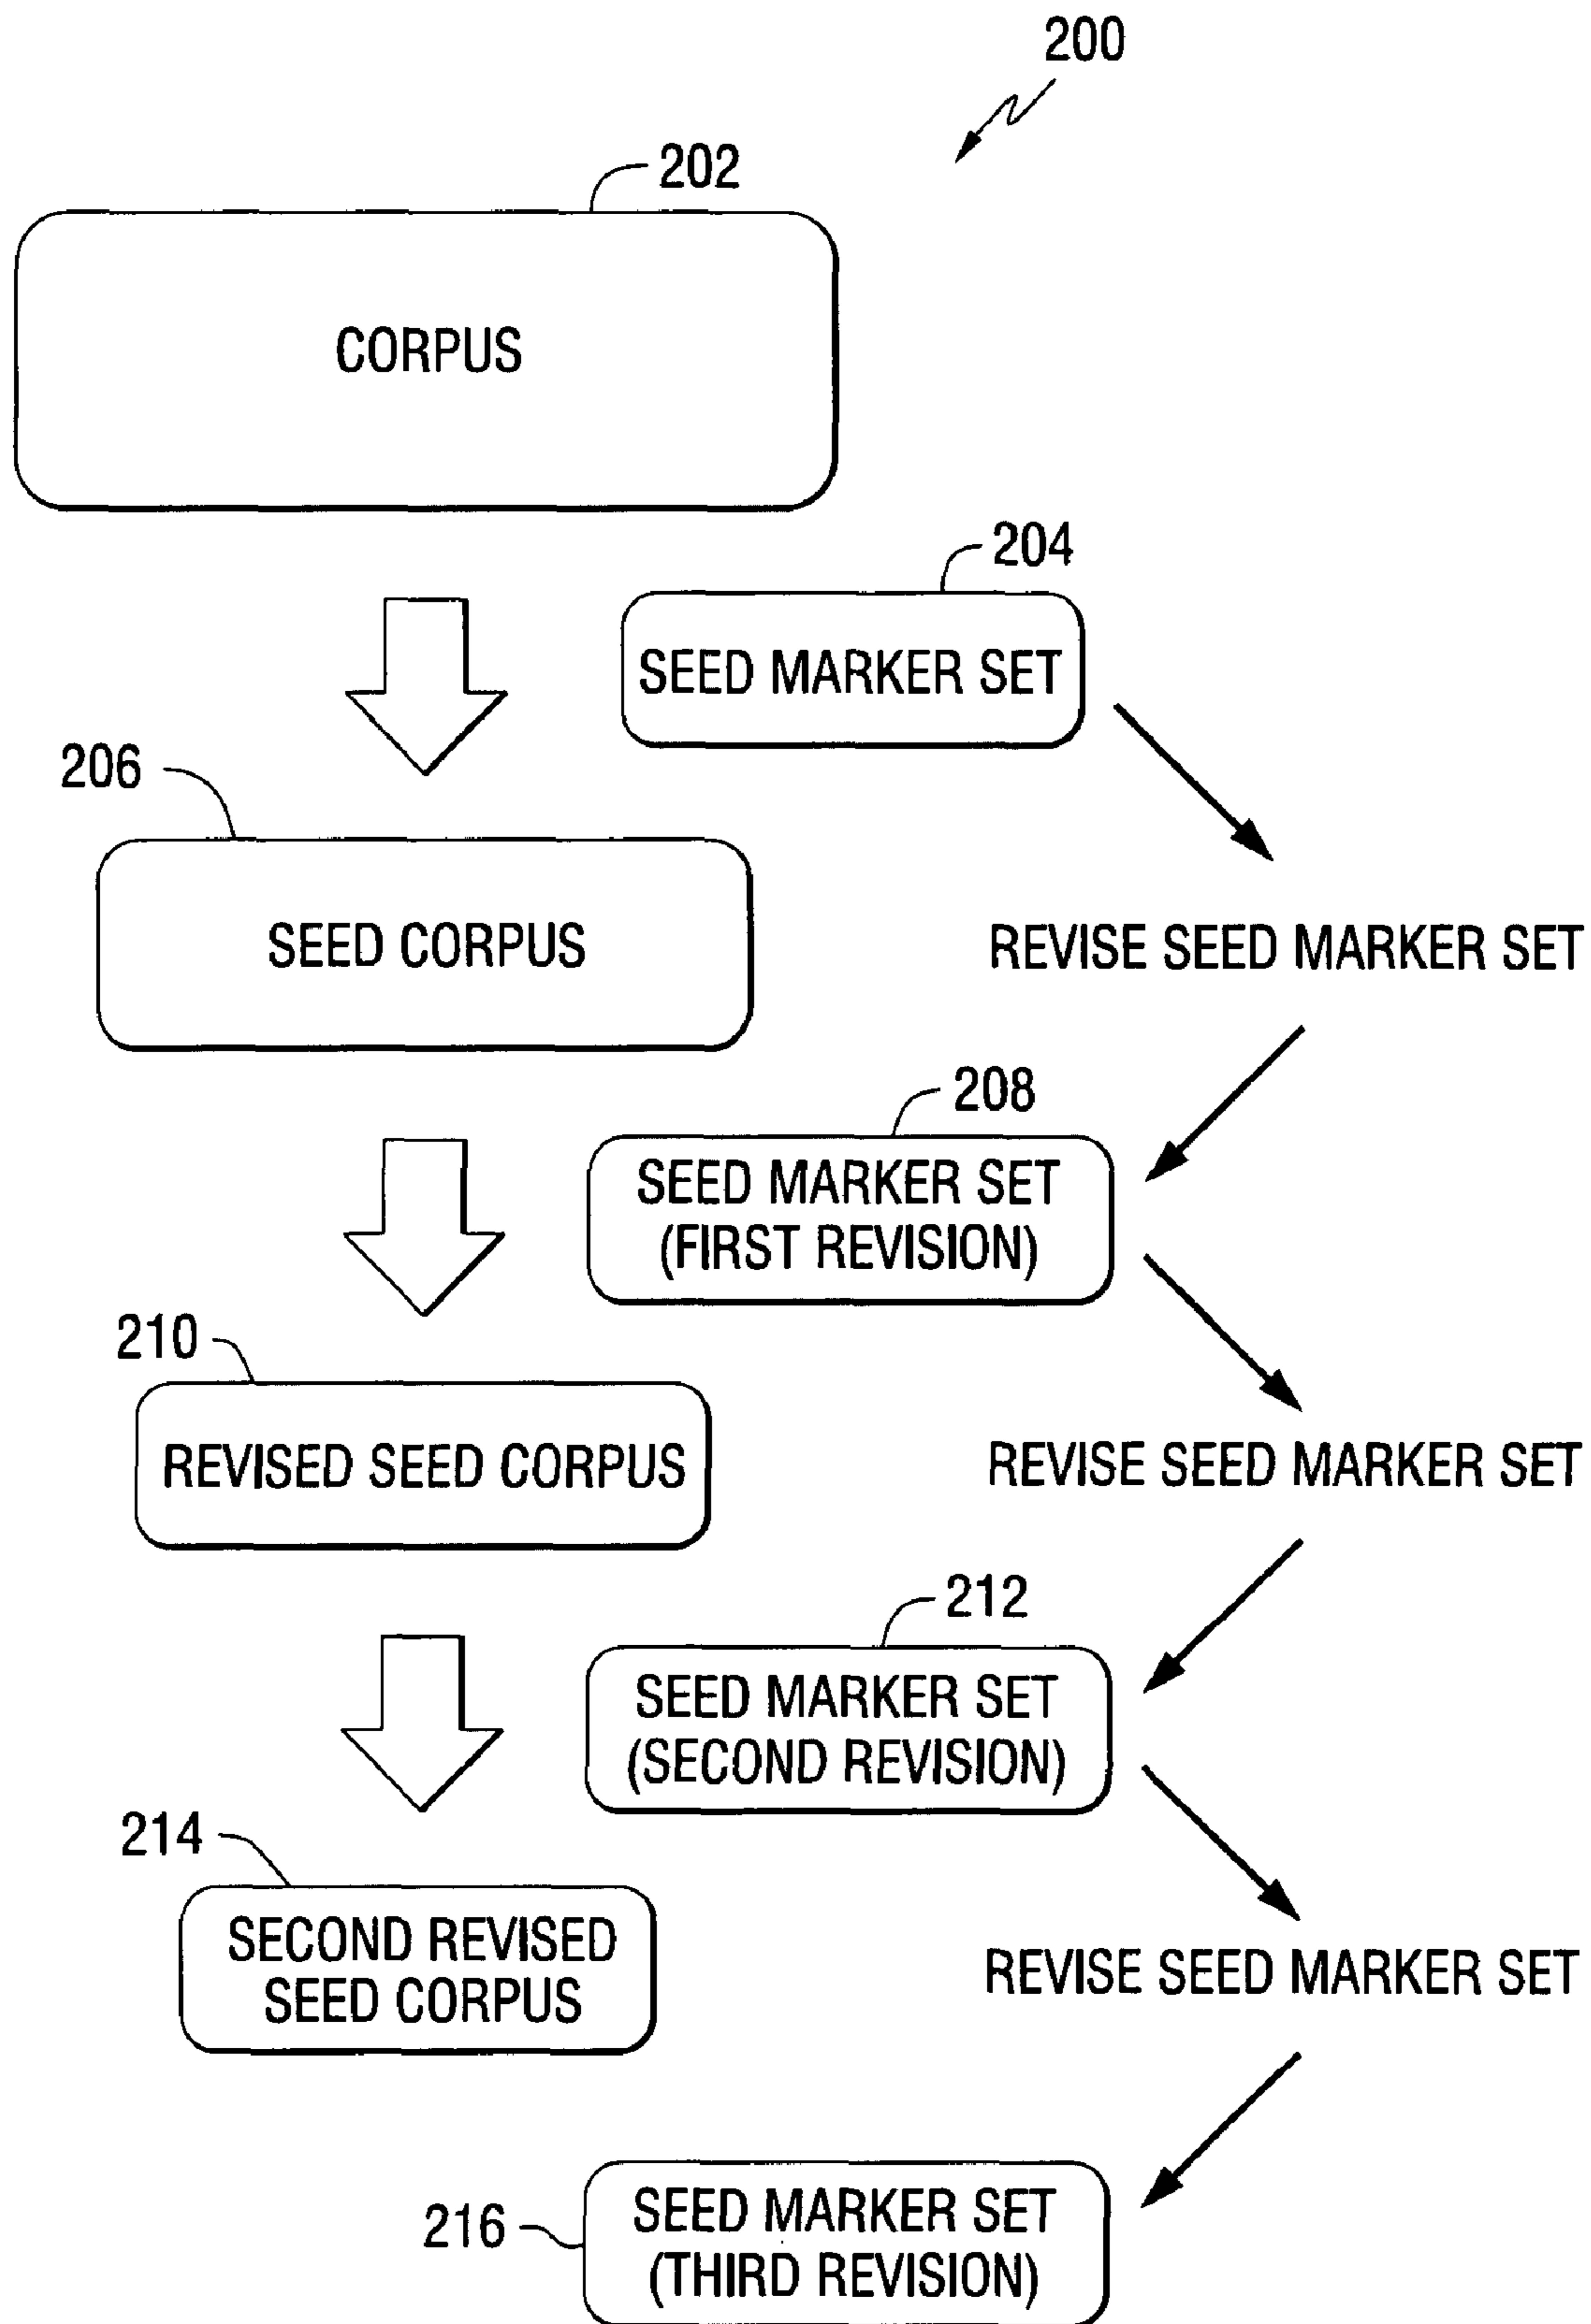 200
202
CORPUS
204
SEED MARKER SET
206
SEED CORPUS
REVISE SEED MARKER SET
208
SEED MARKER SET
(FIRST REVISION)
210
REVISED SEED CORPUS
REVISE SEED MARKER SET
212
SEED MARKER SET
(SECOND REVISION)
214
SECOND REVISED
SEED CORPUS
REVISE SEED MARKER SET
216
SEED MARKER SET
(THIRD REVISION)